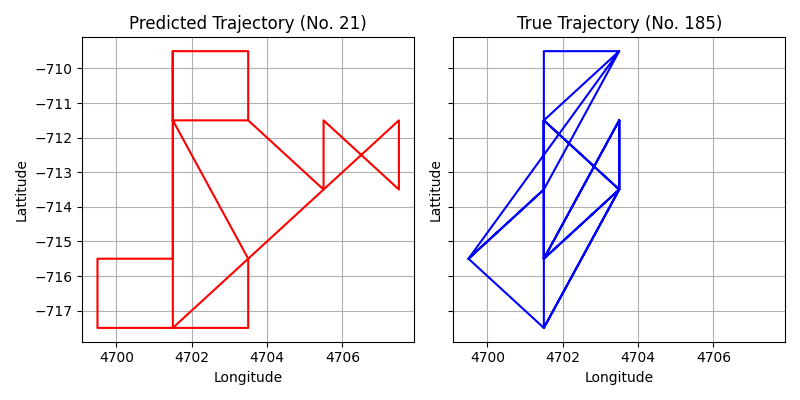 Predicted Trajectory (No. 21)
True Trajectory (No. 185)
−710
−711
−712
−713
−714
−715
−716
−717
Lattitude
Lattitude
4700 4702 4704 4706
4700 4702 4704 4706
Longitude
Longitude